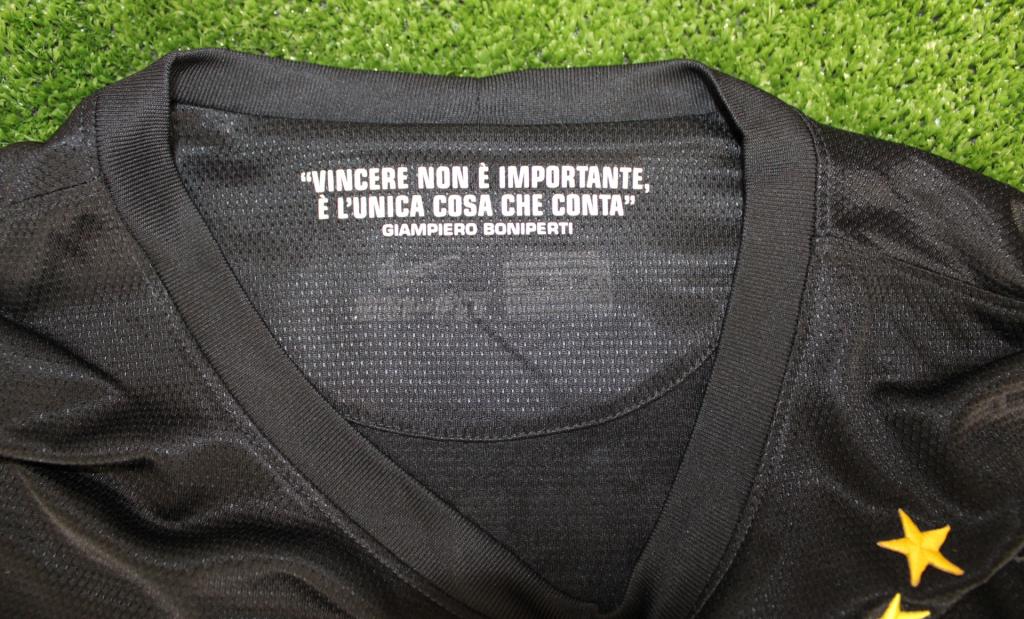 “VINCERE NON È IMPORTANTE,
È L'UNICA COSA CHE CONTA”
GIAMPIERO BONIPERTI